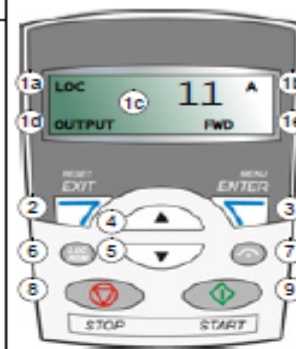 1a LOC 1c 11 A 1b
1d OUTPUT FWD 1e
RESET MENU
EXIT ENTER
2 4 3
6 LOC REM 5 7
8 9
STOP START